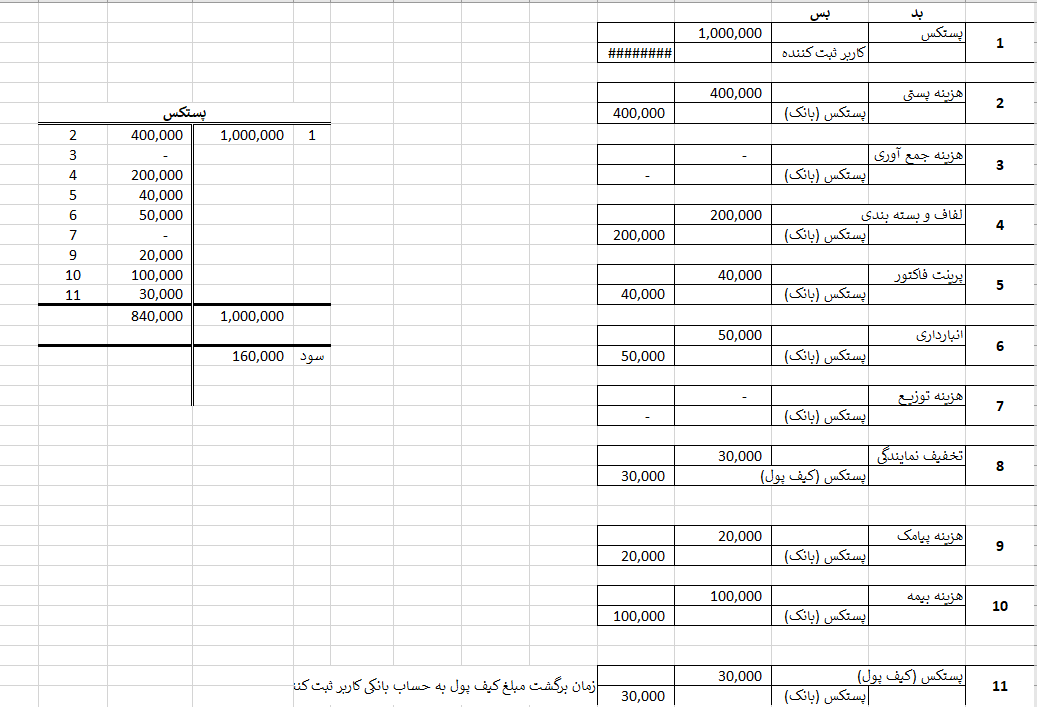 بد بس
1 پستکس 1,000,000
کاربر ثبت کننده ########
2 هزینه پستی 400,000
پستکس (بانک) 400,000
3 هزینه جمع آوری -
پستکس (بانک) -
4 لفاف و بسته بندی 200,000
پستکس (بانک) 200,000
5 پرینت فاکتور 40,000
پستکس (بانک) 40,000
6 انبارداری 50,000
پستکس (بانک) 50,000
7 هزینه توزیع -
پستکس (بانک) -
8 تخفیف نمایندگی 30,000
پستکس (کیف پول) 30,000
9 هزینه پیامک 20,000
پستکس (بانک) 20,000
10 هزینه بیمه 100,000
پستکس (بانک) 100,000
11 پستکس (کیف پول) 30,000
پستکس (بانک) 30,000
زمان برگشت مبلغ کیف پول به حساب بانکی کاربر ثبت کنن
پستکس
1 1,000,000 400,000 2
- 3
200,000 4
40,000 5
50,000 6
- 7
20,000 9
100,000 10
30,000 11
1,000,000 840,000
سود 160,000